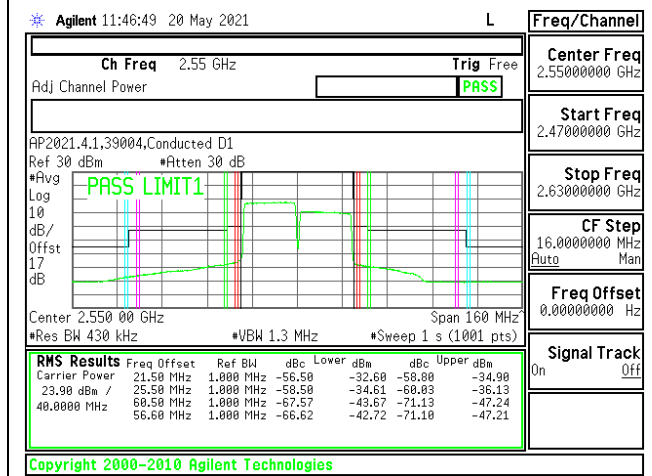 Agilent 11:46:49 20 May 2021 L
Freq/Channel
Ch Freq 2.55 GHz Trig Free
Adj Channel Power PASS
AP2021.4.1,39004,Conducted D1
Ref 30 dBm #Atten 30 dB
#Avg
Log
10
dB/
Offst
17
dB
PASS LIMIT1
Center 2.550 00 GHz Span 160 MHz^
#Res BW 430 kHz #VBW 1.3 MHz #Sweep 1 s (1001 pts)
RMS Results Freq Offset Ref BW dBc Lower dBm dBc Upper dBm
Carrier Power 21.50 MHz 1.000 MHz -56.50 -32.60 -58.80 -34.90
23.90 dBm / 25.50 MHz 1.000 MHz -58.50 -34.61 -60.03 -36.13
40.0000 MHz 60.50 MHz 1.000 MHz -67.57 -43.67 -71.13 -47.24
56.60 MHz 1.000 MHz -66.62 -42.72 -71.10 -47.21
Center Freq
2.55000000 GHz
Start Freq
2.47000000 GHz
Stop Freq
2.63000000 GHz
CF Step
16.0000000 MHz
Auto Man
Freq Offset
0.00000000 Hz
Signal Track
On Off
Copyright 2000-2010 Agilent Technologies